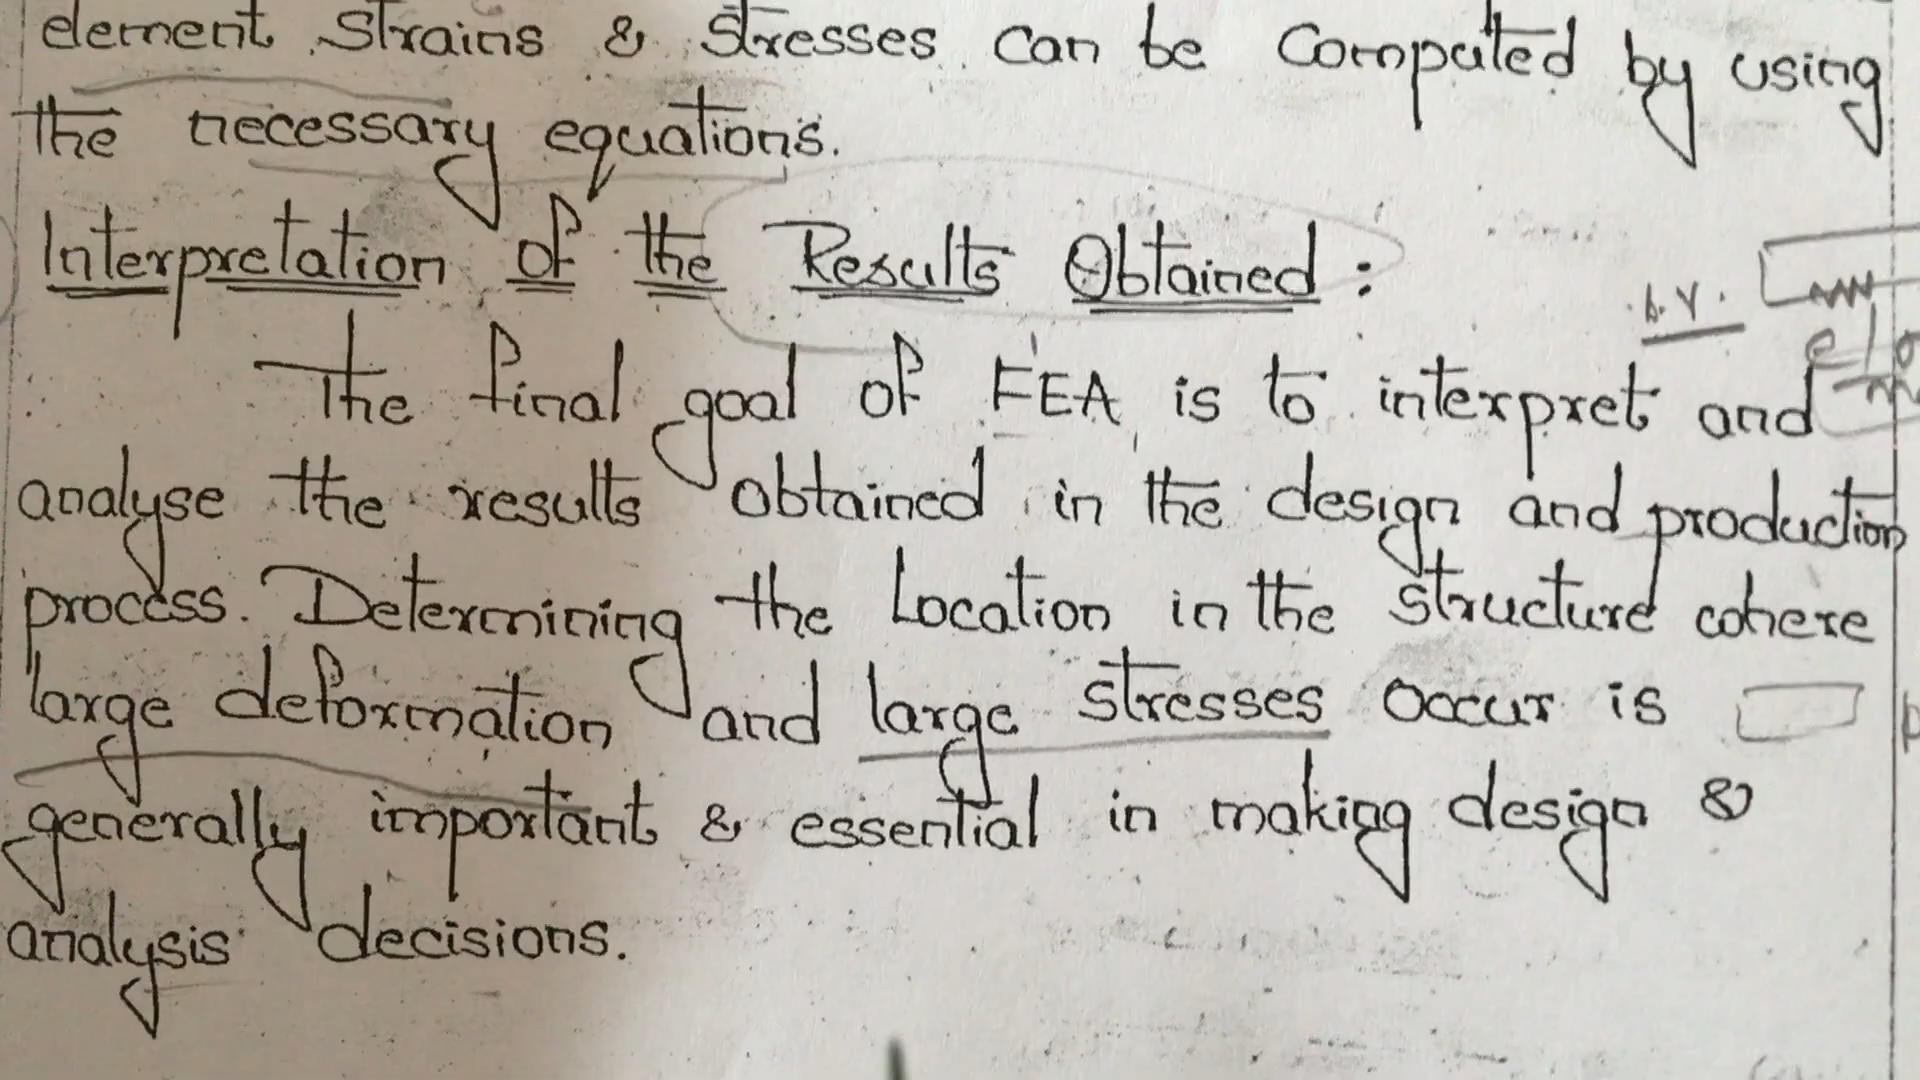 element strains & stresses can be computed by using
the necessary equations.
Interpretation of the Results Obtained :
b.v.
The final goal of FEA is to interpret and
analyse the results obtained in the design and production
process. Determining the Location in the structure where
large deformation and large stresses occur is
generally important & essential in making design &
analysis decisions.